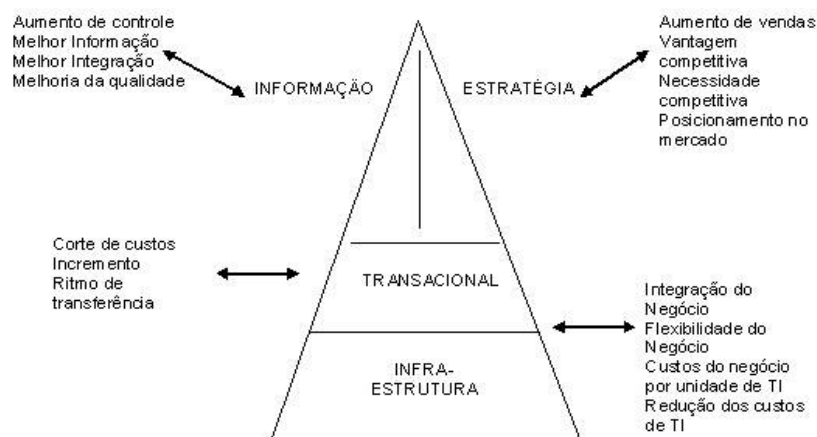 Aumento de controle
Melhor Informação
Melhor Integração
Melhoria da qualidade
INFORMAÇÃO
ESTRATÉGIA
Aumento de vendas
Vantagem
competitiva
Necessidade
competitiva
Posicionamento no
mercado
Corte de custos
Incremento
Ritmo de
transferência
TRANSACIONAL
Integração do
Negócio
Flexibilidade do
Negócio
Custos do negócio
por unidade de TI
Redução dos custos
de TI
INFRA-
ESTRUTURA